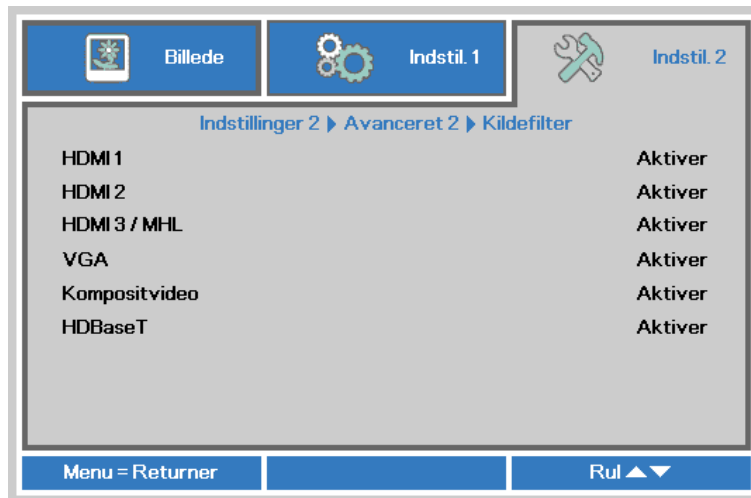 Billede Indstil. 1 Indstil. 2
Indstillinger 2 ▶ Avanceret 2 ▶ Kildefilter
HDMI 1 Aktiver
HDMI 2 Aktiver
HDMI 3 / MHL Aktiver
VGA Aktiver
Kompositvideo Aktiver
HDBaseT Aktiver
Menu = Returner Rul ▲▼